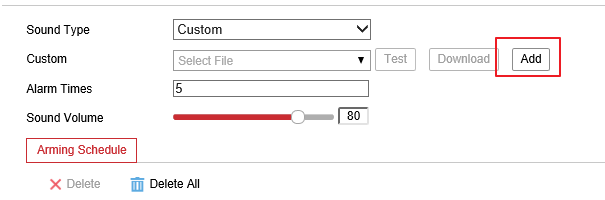 Sound Type Custom
Custom Select File Test Download Add
Alarm Times 5
Sound Volume 80
Arming Schedule
Delete Delete All